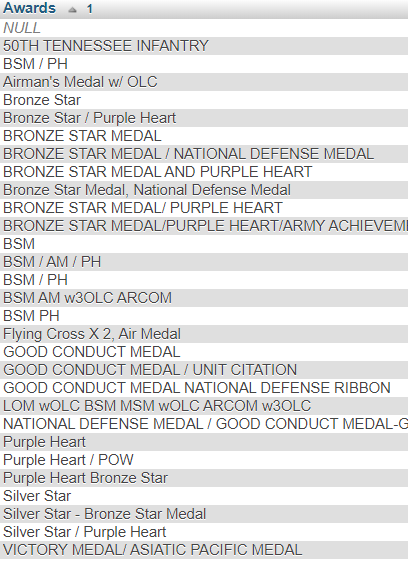 Awards 1
NULL
50TH TENNESSEE INFANTRY
BSM / PH
Airman's Medal w/ OLC
Bronze Star
Bronze Star / Purple Heart
BRONZE STAR MEDAL
BRONZE STAR MEDAL / NATIONAL DEFENSE MEDAL
BRONZE STAR MEDAL AND PURPLE HEART
Bronze Star Medal, National Defense Medal
BRONZE STAR MEDAL/ PURPLE HEART
BRONZE STAR MEDAL/PURPLE HEART/ARMY ACHIEVEM
BSM
BSM / AM / PH
BSM / PH
BSM AM w3OLC ARCOM
BSM PH
Flying Cross X 2, Air Medal
GOOD CONDUCT MEDAL
GOOD CONDUCT MEDAL / UNIT CITATION
GOOD CONDUCT MEDAL NATIONAL DEFENSE RIBBON
LOM wOLC BSM MSM wOLC ARCOM w3OLC
NATIONAL DEFENSE MEDAL / GOOD CONDUCT MEDAL-G
Purple Heart
Purple Heart / POW
Purple Heart Bronze Star
Silver Star
Silver Star - Bronze Star Medal
Silver Star / Purple Heart
VICTORY MEDAL/ ASIATIC PACIFIC MEDAL